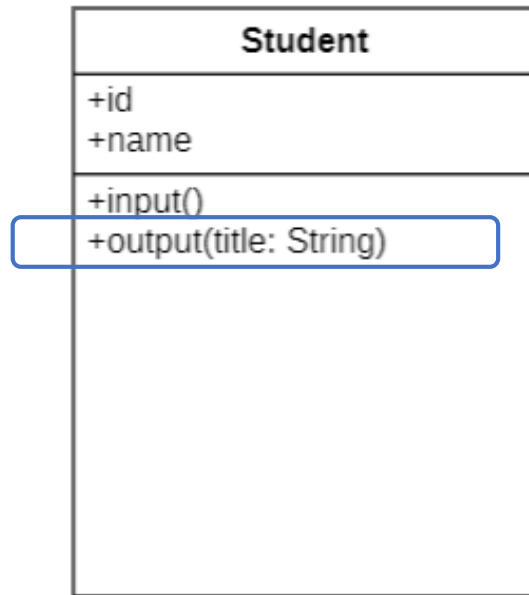 Student
+id
+name
+input()
+output(title: String)